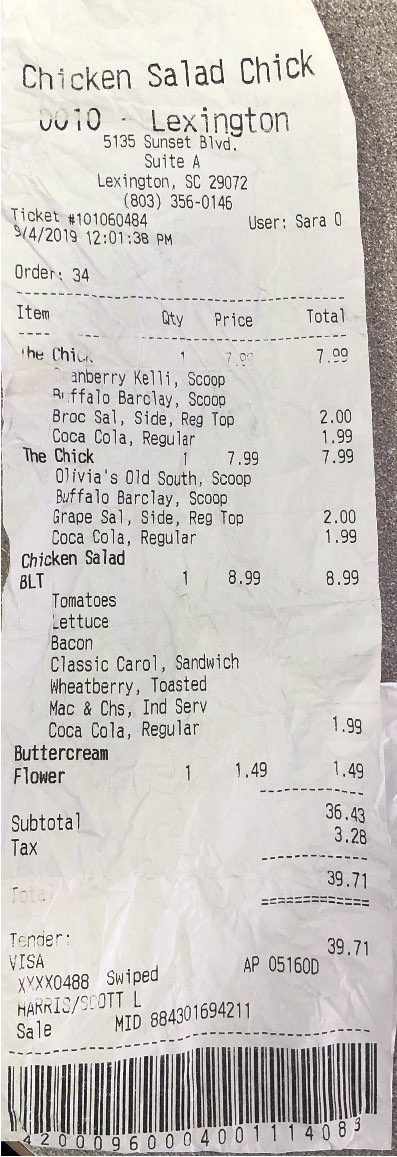 Chicken Salad Chick
0010 - Lexington
5135 Sunset Blvd.
Suite A
Lexington, SC 29072
(803) 356-0146
Ticket #101060484 User: Sara O
9/4/2019 12:01:38 PM
Order: 34
Item Qty Price Total
The Chick 1 7.99 7.99
Cranberry Kelli, Scoop
Buffalo Barclay, Scoop
Broc Sal, Side, Reg Top 2.00
Coca Cola, Regular 1.99
The Chick 1 7.99 7.99
Olivia's Old South, Scoop
Buffalo Barclay, Scoop
Grape Sal, Side, Reg Top 2.00
Coca Cola, Regular 1.99
Chicken Salad
BLT 1 8.99 8.99
Tomatoes
Lettuce
Bacon
Classic Carol, Sandwich
Wheatberry, Toasted
Mac & Chs, Ind Serv
Coca Cola, Regular 1.99
Buttercream
Flower 1 1.49 1.49
Subtotal 36.43
Tax 3.28
Total 39.71
Tender:
VISA 39.71
XXXX0488 Swiped AP 05160D
HARRIS/SCOTT L
Sale MID 884301694211
42000960004001114083